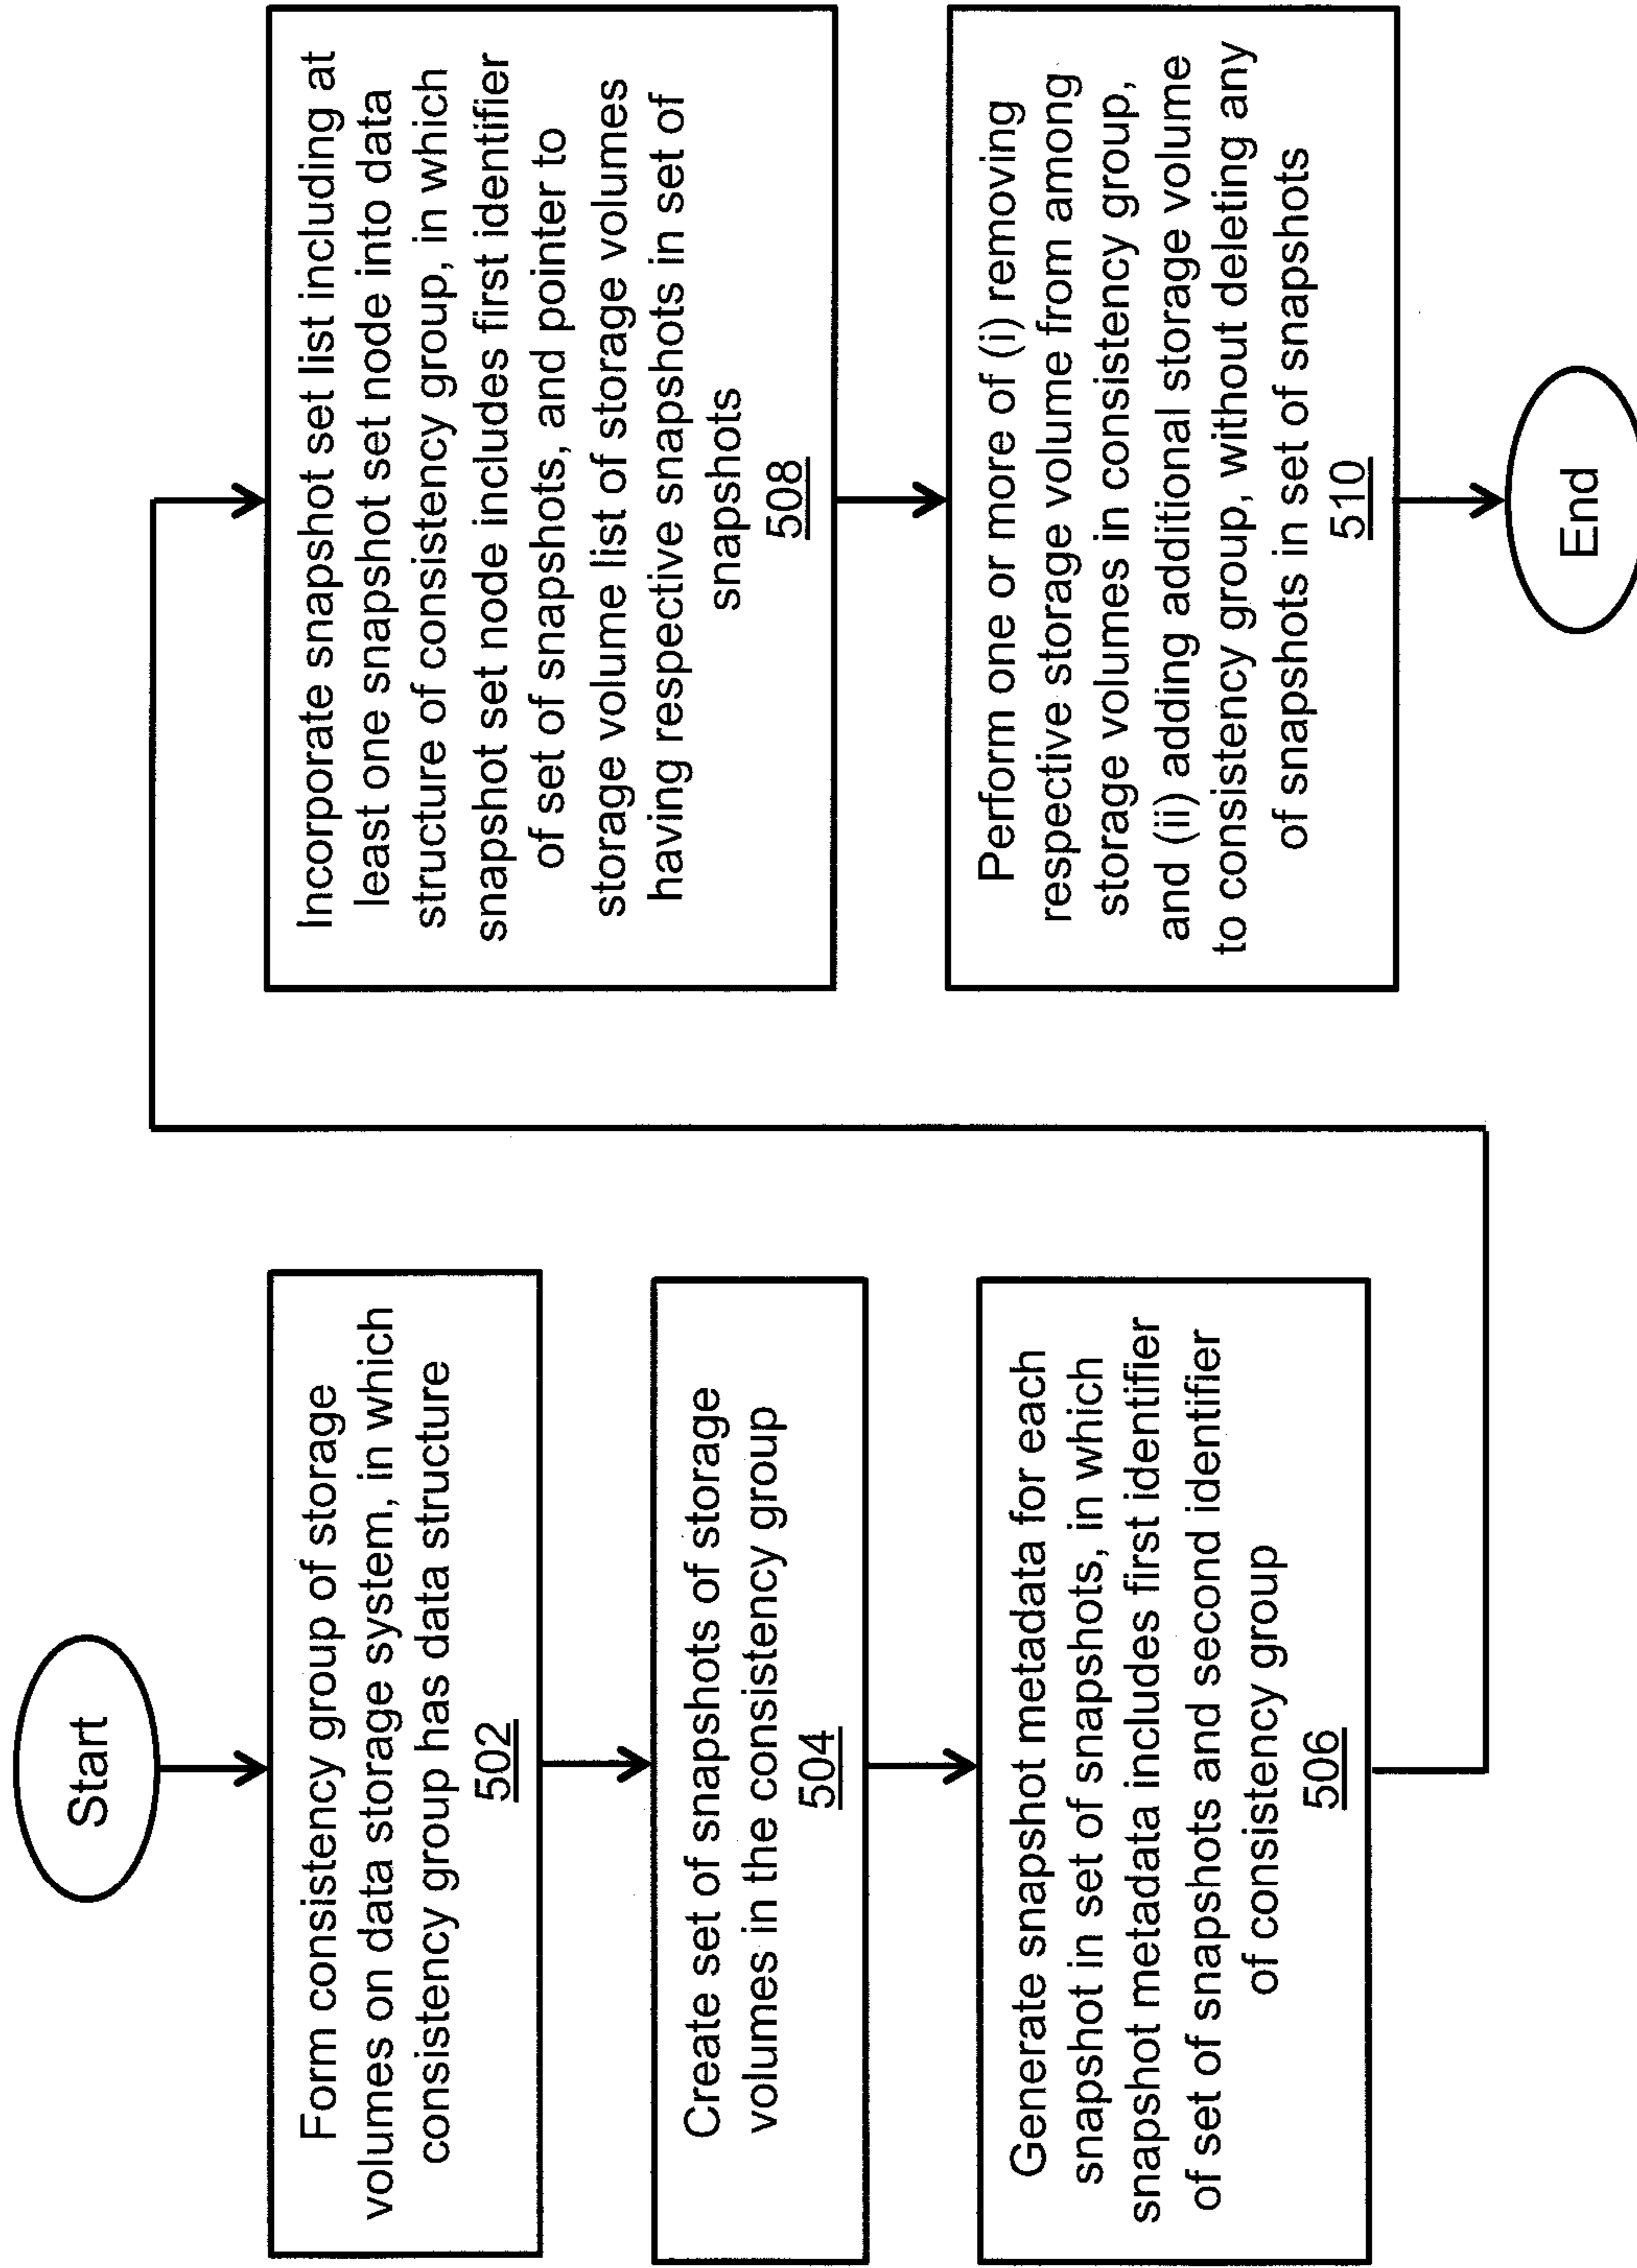 Start
Form consistency group of storage
volumes on data storage system, in which
consistency group has data structure
502
Create set of snapshots of storage
volumes in the consistency group
504
Generate snapshot metadata for each
snapshot in set of snapshots, in which
snapshot metadata includes first identifier
of set of snapshots and second identifier
of consistency group
506
Incorporate snapshot set list including at
least one snapshot set node into data
structure of consistency group, in which
snapshot set node includes first identifier
of set of snapshots, and pointer to
storage volume list of storage volumes
having respective snapshots in set of
snapshots
508
Perform one or more of (i) removing
respective storage volume from among
storage volumes in consistency group,
and (ii) adding additional storage volume
to consistency group, without deleting any
of snapshots in set of snapshots
510
End